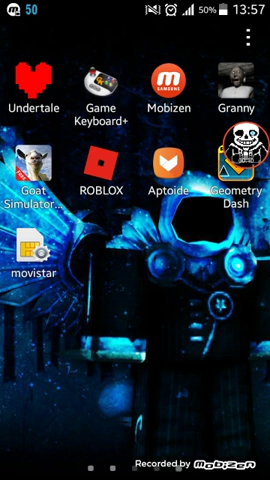 50 50% 13:57
Undertale Game Keyboard+ Mobizen Granny
Goat Simulator... ROBLOX Aptoide Geometry Dash
movistar
Recorded by mobizen